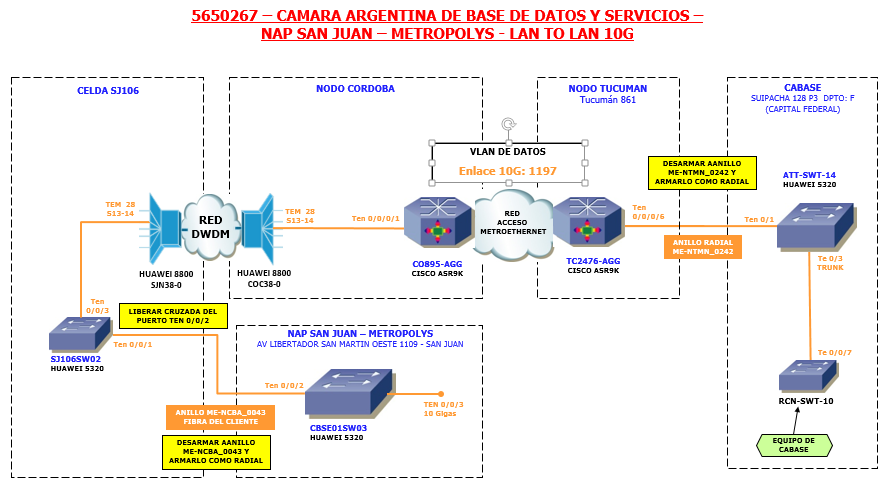 5650267 – CAMARA ARGENTINA DE BASE DE DATOS Y SERVICIOS –
NAP SAN JUAN – METROPOLYS - LAN TO LAN 10G
CELDA SJ106
NODO CORDOBA
NODO TUCUMAN
Tucumán 861
CABASE
SUIPACHA 128 P3 DPTO: F
(CAPITAL FEDERAL)
VLAN DE DATOS
Enlace 10G: 1197
DESARMAR AANILLO
ME-NTMN_0242 Y
ARMARLO COMO RADIAL
ATT-SWT-14
HUAWEI 5320
TEM 28
S13-14
RED
DWDM
TEM 28
S13-14
Ten 0/0/0/1
RED
ACCESO
METROETHERNET
Ten
0/0/0/6
Ten 0/1
ANILLO RADIAL
ME-NTMN_0242
HUAWEI 8800
SJN38-0
HUAWEI 8800
COC38-0
CO895-AGG
CISCO ASR9K
TC2476-AGG
CISCO ASR9K
Te 0/3
TRUNK
Ten
0/0/3
LIBERAR CRUZADA DEL
PUERTO TEN 0/0/2
Ten 0/0/1
SJ106SW02
HUAWEI 5320
NAP SAN JUAN – METROPOLYS
AV LIBERTADOR SAN MARTIN OESTE 1109 - SAN JUAN
Te 0/0/7
Ten 0/0/2
TEN 0/0/3
10 Gigas
RCN-SWT-10
ANILLO ME-NCBA_0043
FIBRA DEL CLIENTE
CBSE01SW03
HUAWEI 5320
DESARMAR AANILLO
ME-NCBA_0043 Y
ARMARLO COMO RADIAL
EQUIPO DE
CABASE